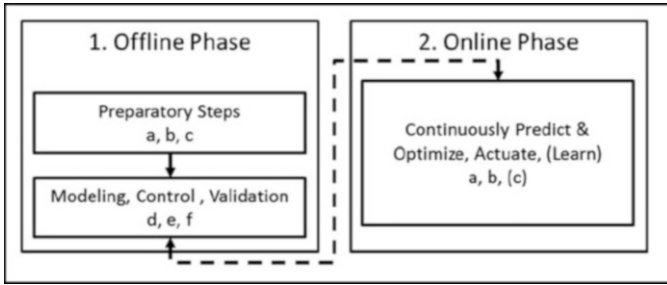 1. Offline Phase
Preparatory Steps
a, b, c
Modeling, Control , Validation
d, e, f
2. Online Phase
Continuously Predict &
Optimize, Actuate, (Learn)
a, b, (c)